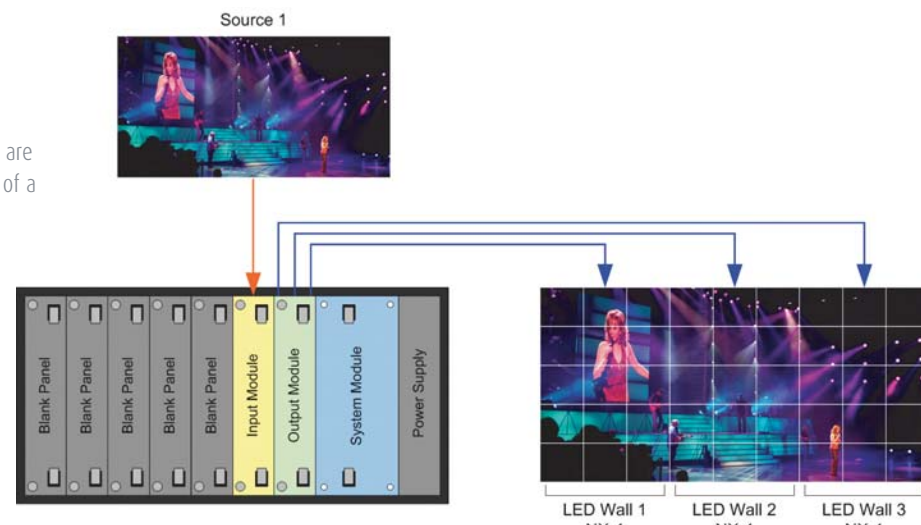 Source 1
are
of a
Blank Panel
Blank Panel
Blank Panel
Blank Panel
Blank Panel
Input Module
Output Module
System Module
Power Supply
LED Wall 1
LED Wall 2
LED Wall 3